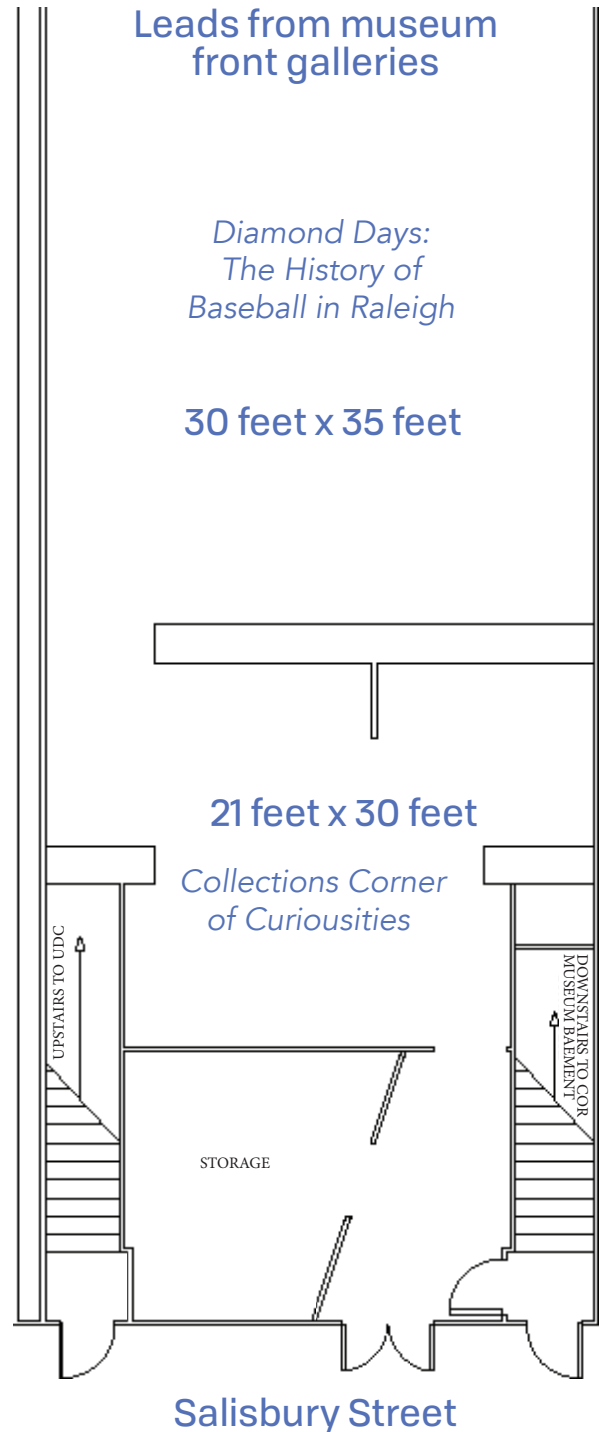 Leads from museum
front galleries
Diamond Days:
The History of
Baseball in Raleigh
30 feet x 35 feet
21 feet x 30 feet
Collections Corner
of Curiousities
UPSTAIRS TO UDC
DOWNSTAIRS TO COR
MUSEUM BAEMENT
STORAGE
Salisbury Street